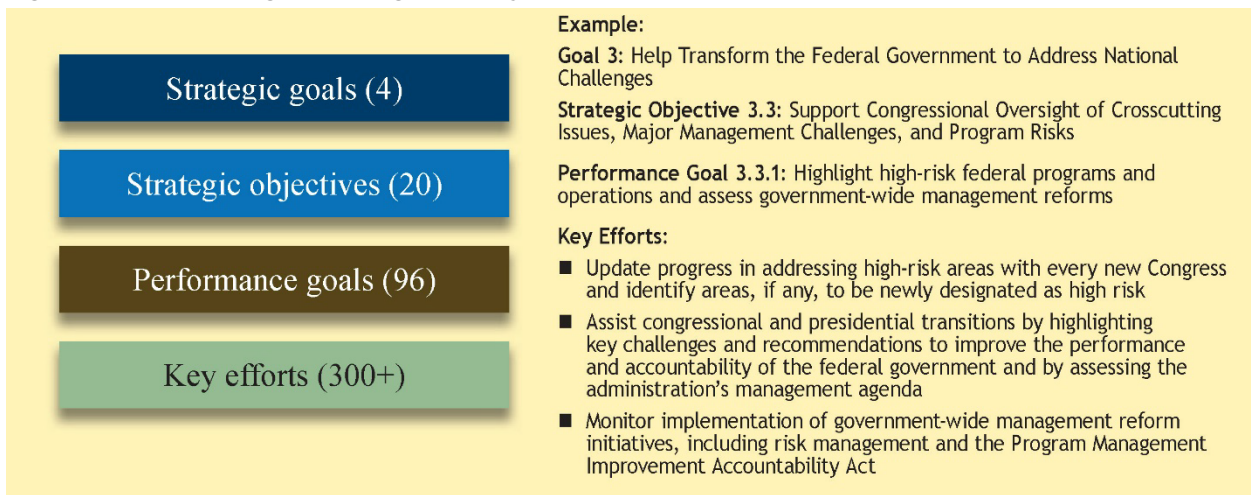 Strategic goals (4)
Strategic objectives (20)
Performance goals (96)
Key efforts (300+)
Example:
Goal 3: Help Transform the Federal Government to Address National
Challenges
Strategic Objective 3.3: Support Congressional Oversight of Crosscutting
Issues, Major Management Challenges, and Program Risks
Performance Goal 3.3.1: Highlight high-risk federal programs and
operations and assess government-wide management reforms
Key Efforts:
■ Update progress in addressing high-risk areas with every new Congress
and identify areas, if any, to be newly designated as high risk
■ Assist congressional and presidential transitions by highlighting
key challenges and recommendations to improve the performance
and accountability of the federal government and by assessing the
administration's management agenda
■ Monitor implementation of government-wide management reform
initiatives, including risk management and the Program Management
Improvement Accountability Act